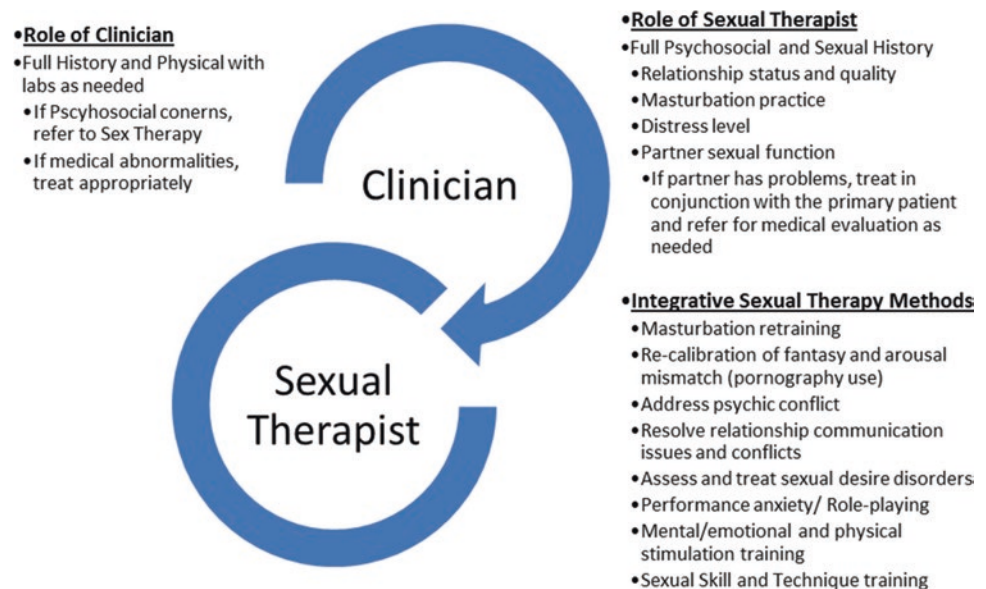 •Role of Clinician
•Full History and Physical with
labs as needed
•If Pscyhosocial conerns,
refer to Sex Therapy
•If medical abnormalities,
treat appropriately
Clinician
Sexual
Therapist
•Role of Sexual Therapist
•Full Psychosocial and Sexual History
•Relationship status and quality
•Masturbation practice
•Distress level
•Partner sexual function
•If partner has problems, treat in
conjunction with the primary patient
and refer for medical evaluation as
needed
•Integrative Sexual Therapy Methods
•Masturbation retraining
•Re-calibration of fantasy and arousal
mismatch (pornography use)
•Address psychic conflict
•Resolve relationship communication
issues and conflicts
•Assess and treat sexual desire disorders
•Performance anxiety/ Role-playing
•Mental/emotional and physical
stimulation training
•Sexual Skill and Technique training